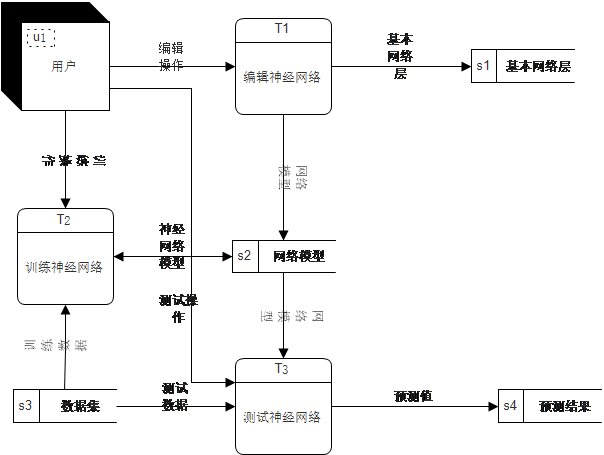 u1
用户
编辑
操作
T1
编辑神经网络
基本
网络
层
s1
基本网络层
网络
模型
T2
训练神经网络
神经
网络
模型
s2
网络模型
测试操
作
网络模
型
训练数据
T3
测试神经网络
s3
数据集
测试
数据
预测值
s4
预测结果